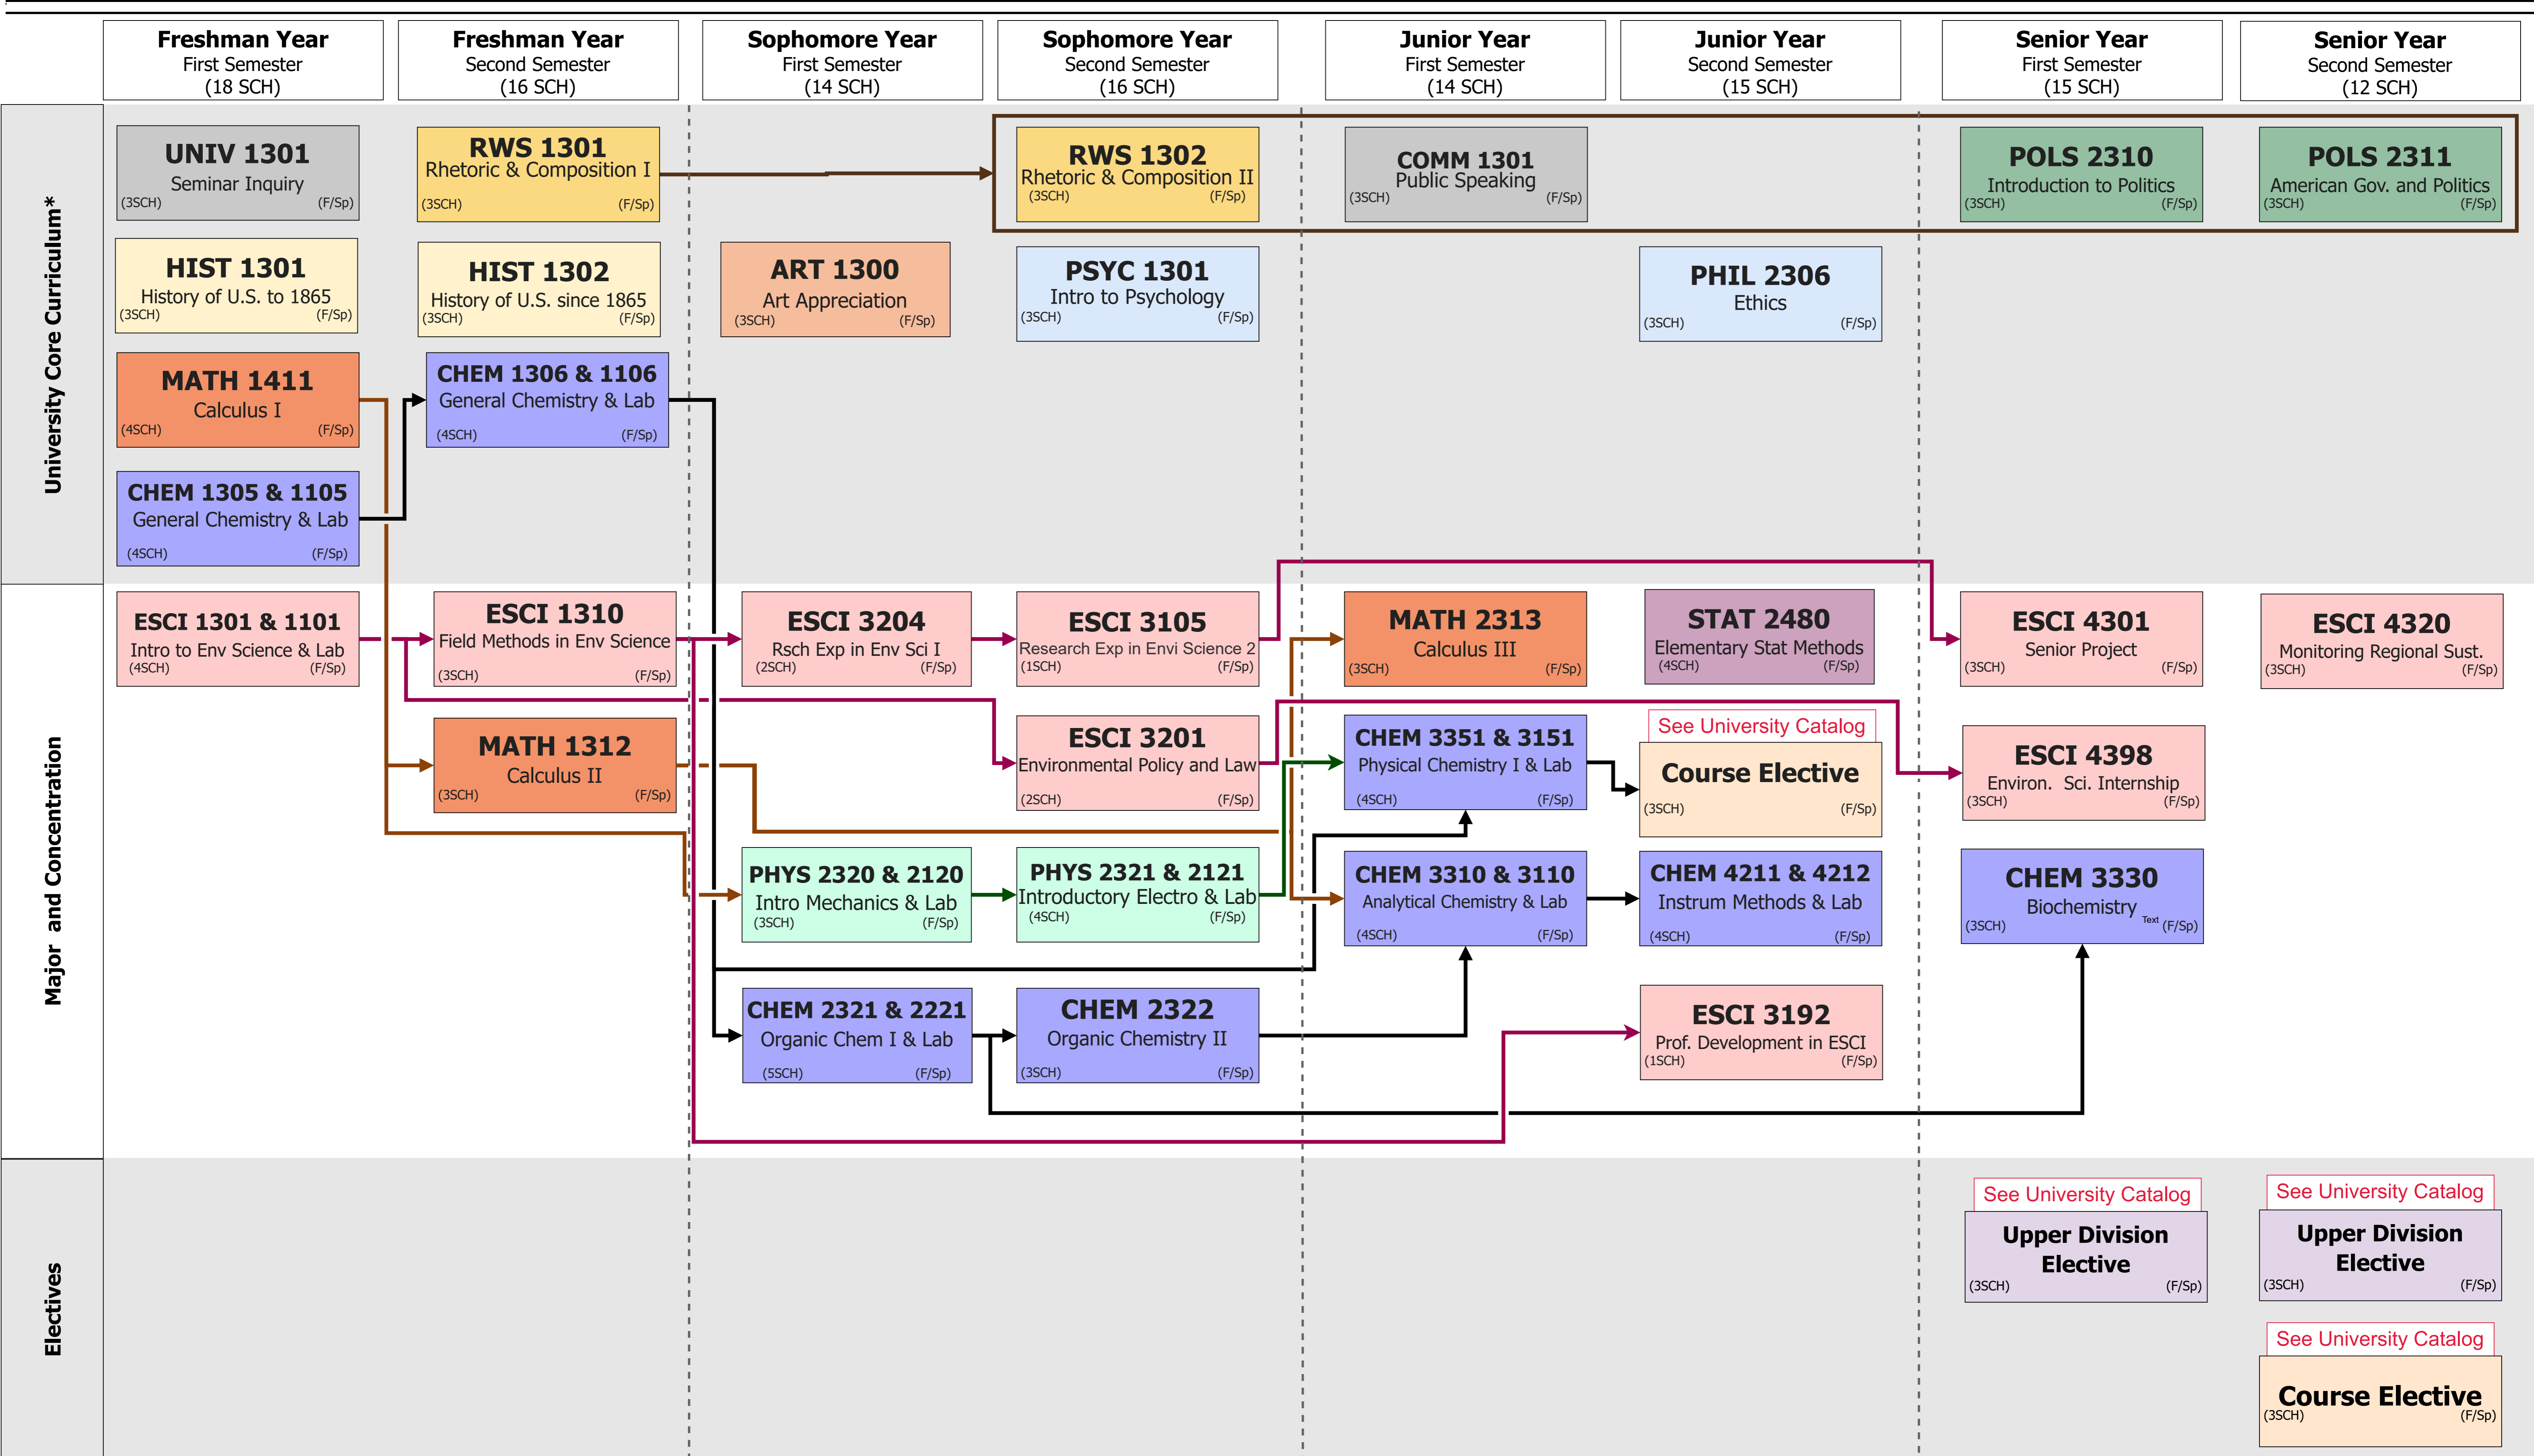 Freshman Year
First Semester
(18 SCH)
Freshman Year
Second Semester
(16 SCH)
Sophomore Year
First Semester
(14 SCH)
Sophomore Year
Second Semester
(16 SCH)
Junior Year
First Semester
(14 SCH)
Junior Year
Second Semester
(15 SCH)
Senior Year
First Semester
(15 SCH)
Senior Year
Second Semester
(12 SCH)
University Core Curriculum*
UNIV 1301
Seminar Inquiry
(3SCH) (F/Sp)
RWS 1301
Rhetoric & Composition I
(3SCH) (F/Sp)
RWS 1302
Rhetoric & Composition II
(3SCH) (F/Sp)
COMM 1301
Public Speaking
(3SCH) (F/Sp)
POLS 2310
Introduction to Politics
(3SCH) (F/Sp)
POLS 2311
American Gov. and Politics
(3SCH) (F/Sp)
HIST 1301
History of U.S. to 1865
(3SCH) (F/Sp)
HIST 1302
History of U.S. since 1865
(3SCH) (F/Sp)
ART 1300
Art Appreciation
(3SCH) (F/Sp)
PSYC 1301
Intro to Psychology
(3SCH) (F/Sp)
PHIL 2306
Ethics
(3SCH) (F/Sp)
MATH 1411
Calculus I
(4SCH) (F/Sp)
CHEM 1306 & 1106
General Chemistry & Lab
(4SCH) (F/Sp)
CHEM 1305 & 1105
General Chemistry & Lab
(4SCH) (F/Sp)
Major and Concentration
ESCI 1301 & 1101
Intro to Env Science & Lab
(4SCH) (F/Sp)
ESCI 1310
Field Methods in Env Science
(3SCH) (F/Sp)
ESCI 3204
Rsch Exp in Env Sci I
(2SCH) (F/Sp)
ESCI 3105
Research Exp in Envi Science 2
(1SCH) (F/Sp)
MATH 2313
Calculus III
(3SCH) (F/Sp)
STAT 2480
Elementary Stat Methods
(4SCH) (F/Sp)
ESCI 4301
Senior Project
(3SCH) (F/Sp)
ESCI 4320
Monitoring Regional Sust.
(3SCH) (F/Sp)
MATH 1312
Calculus II
(3SCH) (F/Sp)
ESCI 3201
Environmental Policy and Law
(2SCH) (F/Sp)
CHEM 3351 & 3151
Physical Chemistry I & Lab
(4SCH) (F/Sp)
See University Catalog
Course Elective
(3SCH) (F/Sp)
ESCI 4398
Environ. Sci. Internship
(3SCH) (F/Sp)
PHYS 2320 & 2120
Intro Mechanics & Lab
(3SCH) (F/Sp)
PHYS 2321 & 2121
Introductory Electro & Lab
(4SCH) (F/Sp)
CHEM 3310 & 3110
Analytical Chemistry & Lab
(4SCH) (F/Sp)
CHEM 4211 & 4212
Instrum Methods & Lab
(4SCH) (F/Sp)
CHEM 3330
Biochemistry
(3SCH) Text (F/Sp)
CHEM 2321 & 2221
Organic Chem I & Lab
(5SCH) (F/Sp)
CHEM 2322
Organic Chemistry II
(3SCH) (F/Sp)
ESCI 3192
Prof. Development in ESCI
(1SCH) (F/Sp)
Electives
See University Catalog
Upper Division
Elective
(3SCH) (F/Sp)
See University Catalog
Upper Division
Elective
(3SCH) (F/Sp)
See University Catalog
Course Elective
(3SCH) (F/Sp)